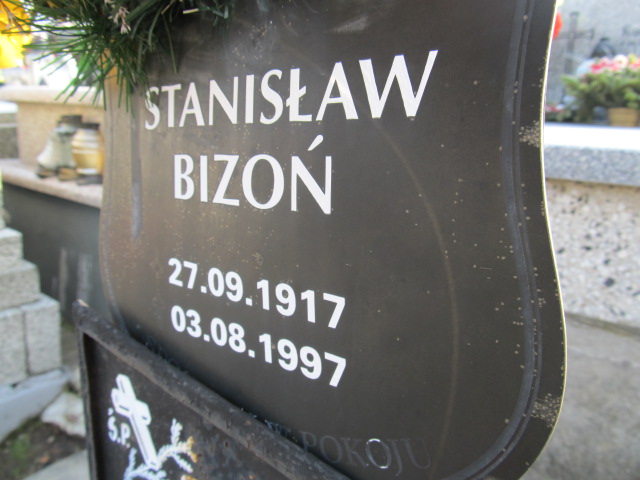 STANISŁAW
BIZOŃ
27.09.1917
03.08.1997
POKOJU
Ś.P.